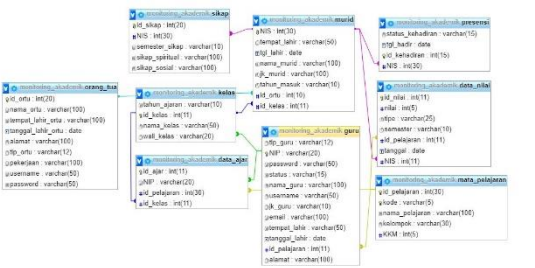 monitoring_akademik sikap
id_sikap : int(20)
NIS : int(30)
semester_sikap : varchar(10)
sikap_spiritual : varchar(100)
sikap_sosial : varchar(100)
monitoring_akademik murid
NIS : int(30)
tempat_lahir : varchar(50)
tgl_lahir : date
nama_murid : varchar(100)
jk_murid : varchar(100)
tahun_masuk : varchar(10)
id_ortu : int(10)
id_kelas : int(11)
monitoring_akademik presensi
status_kehadiran : varchar(15)
tgl_hadir : date
id_kehadiran : int(15)
NIS : int(30)
monitoring_akademik orang_tua
id_ortu : int(20)
nama_ortu : varchar(100)
tempat_lahir_ortu : varchar(100)
tanggal_lahir_ortu : date
alamat : varchar(100)
tlp_ortu : varchar(12)
pekerjaan : varchar(100)
username : varchar(50)
password : varchar(50)
monitoring_akademik kelas
tahun_ajaran : varchar(10)
id_kelas : int(11)
nama_kelas : varchar(50)
wali_kelas : varchar(20)
monitoring_akademik data_nilai
id_nilai : int(11)
nilai : int(5)
tipe : varchar(25)
semester : varchar(10)
id_pelajaran : int(11)
tanggal : date
NIS : int(11)
monitoring_akademik data_ajar
id_ajar : int(11)
NIP : varchar(20)
id_pelajaran : int(30)
id_kelas : int(11)
monitoring_akademik guru
tlp_guru : varchar(12)
NIP : varchar(20)
password : varchar(50)
status : varchar(15)
nama_guru : varchar(100)
username : varchar(50)
jk_guru : varchar(10)
email : varchar(100)
tempat_lahir : varchar(50)
tanggal_lahir : date
id_palajaran : int(11)
alamat : varchar(100)
monitoring_akademik mata_pelajaran
id_pelajaran : int(30)
kode : varchar(5)
nama_pelajaran : varchar(100)
kelompok : varchar(30)
KKM : int(5)